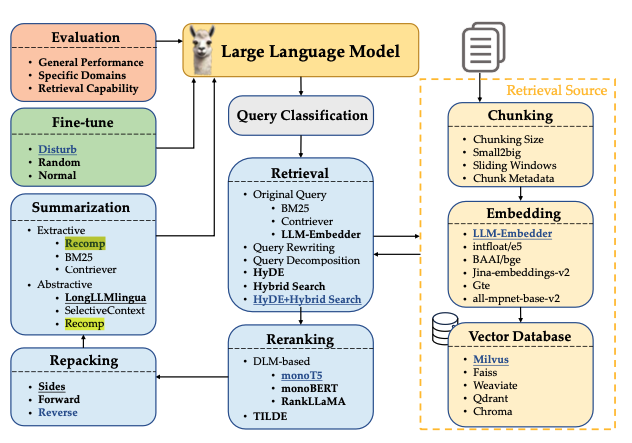 Evaluation
General Performance
Specific Domains
Retrieval Capability
Large Language Model
Fine-tune
Disturb
Random
Normal
Query Classification
Retrieval Source
Chunking
Chunking Size
Small2big
Sliding Windows
Chunk Metadata
Summarization
Extractive
Recomp
BM25
Contriever
Abstractive
LongLLMlingua
SelectiveContext
Recomp
Retrieval
Original Query
BM25
Contriever
LLM-Embedder
Query Rewriting
Query Decomposition
HyDE
Hybrid Search
HyDE+Hybrid Search
Embedding
LLM-Embedder
intfloat/e5
BAAI/bge
Jina-embeddings-v2
Gte
all-mpnet-base-v2
Repacking
Sides
Forward
Reverse
Reranking
DLM-based
monoT5
monoBERT
RankLLaMA
TILDE
Vector Database
Milvus
Faiss
Weaviate
Qdrant
Chroma